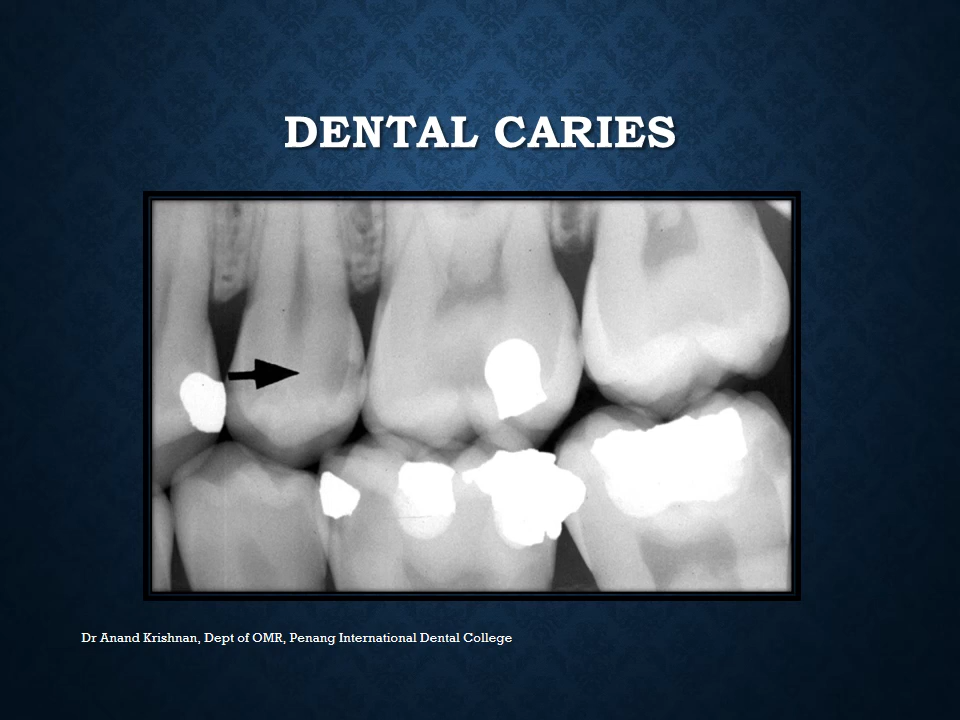 DENTAL CARIES
Dr Anand Krishnan, Dept of OMR, Penang International Dental College